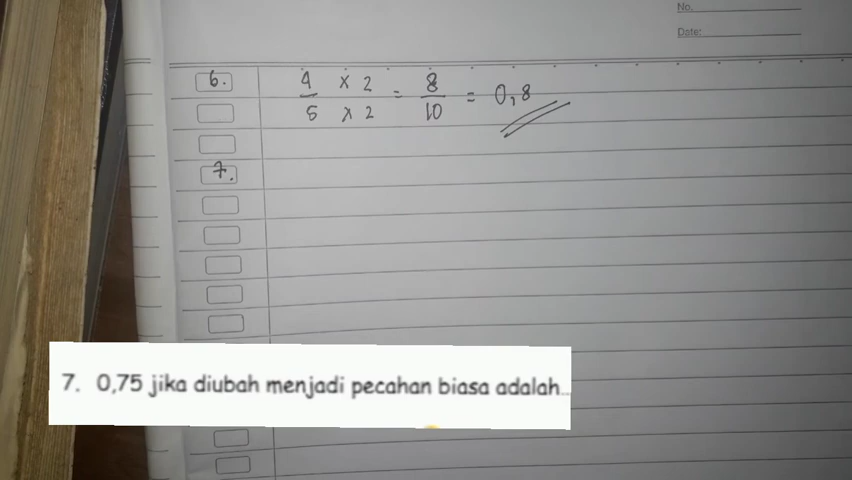 No.
Date:
6. 4 x 2 = 8 = 0,8
5 x 2 10
7.
7. 0,75 jika diubah menjadi pecahan biasa adalah...